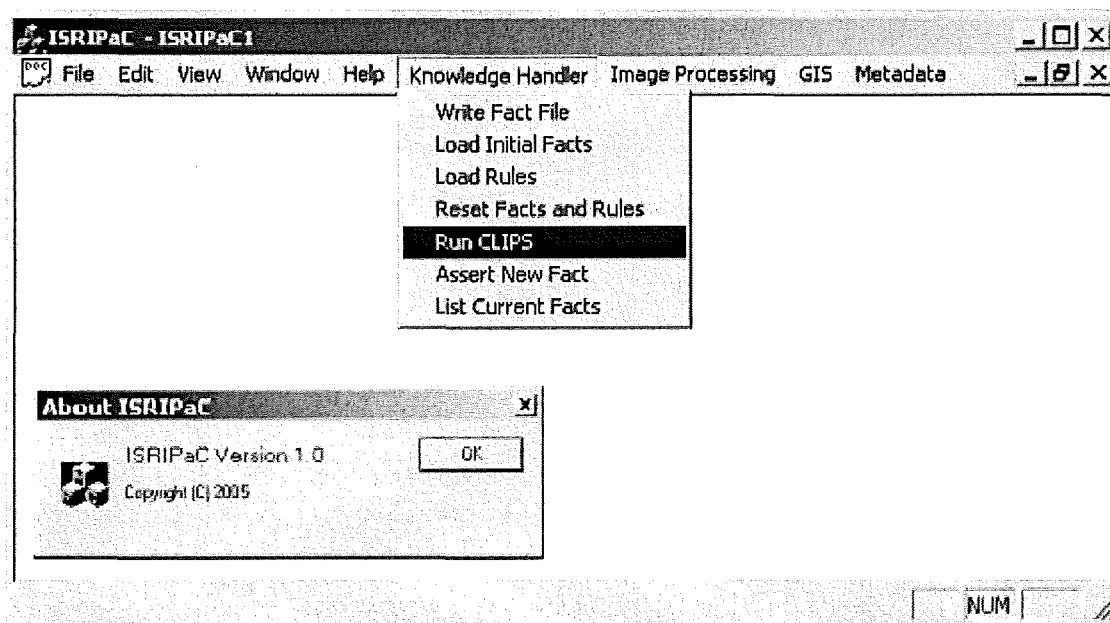 ISRIPaC - ISRIPaC1
File Edit View Window Help Knowledge Handler Image Processing GIS Metadata
Write Fact File
Load Initial Facts
Load Rules
Reset Facts and Rules
Run CLIPS
Assert New Fact
List Current Facts
About ISRIPaC
ISRIPaC Version 1.0
OK
Copyright (C) 2005
NUM